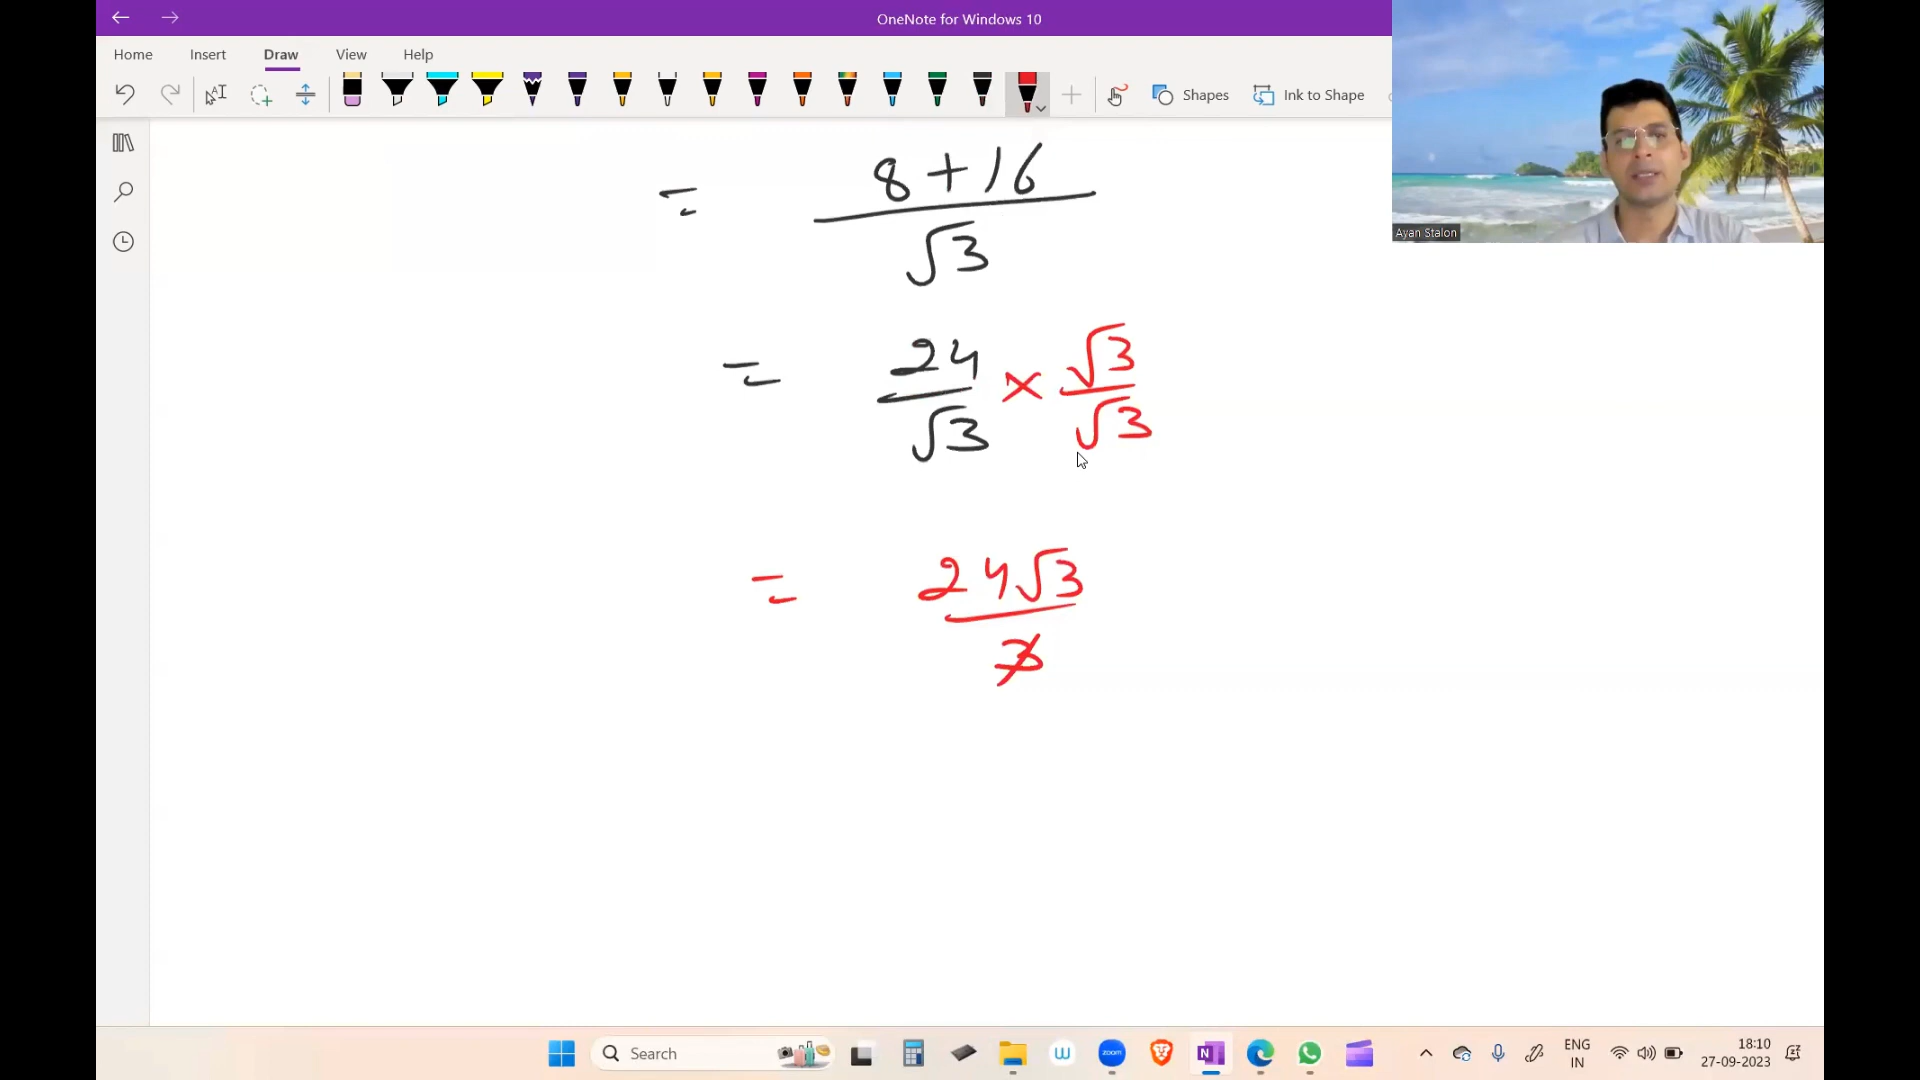 OneNote for Windows 10
Home Insert Draw View Help
Shapes Ink to Shape
Ayan Stalon
= 8+16
√3
= 24 × √3
√3 √3
= 24√3
3
Search
zoom
ENG
IN
18:10
27-09-2023